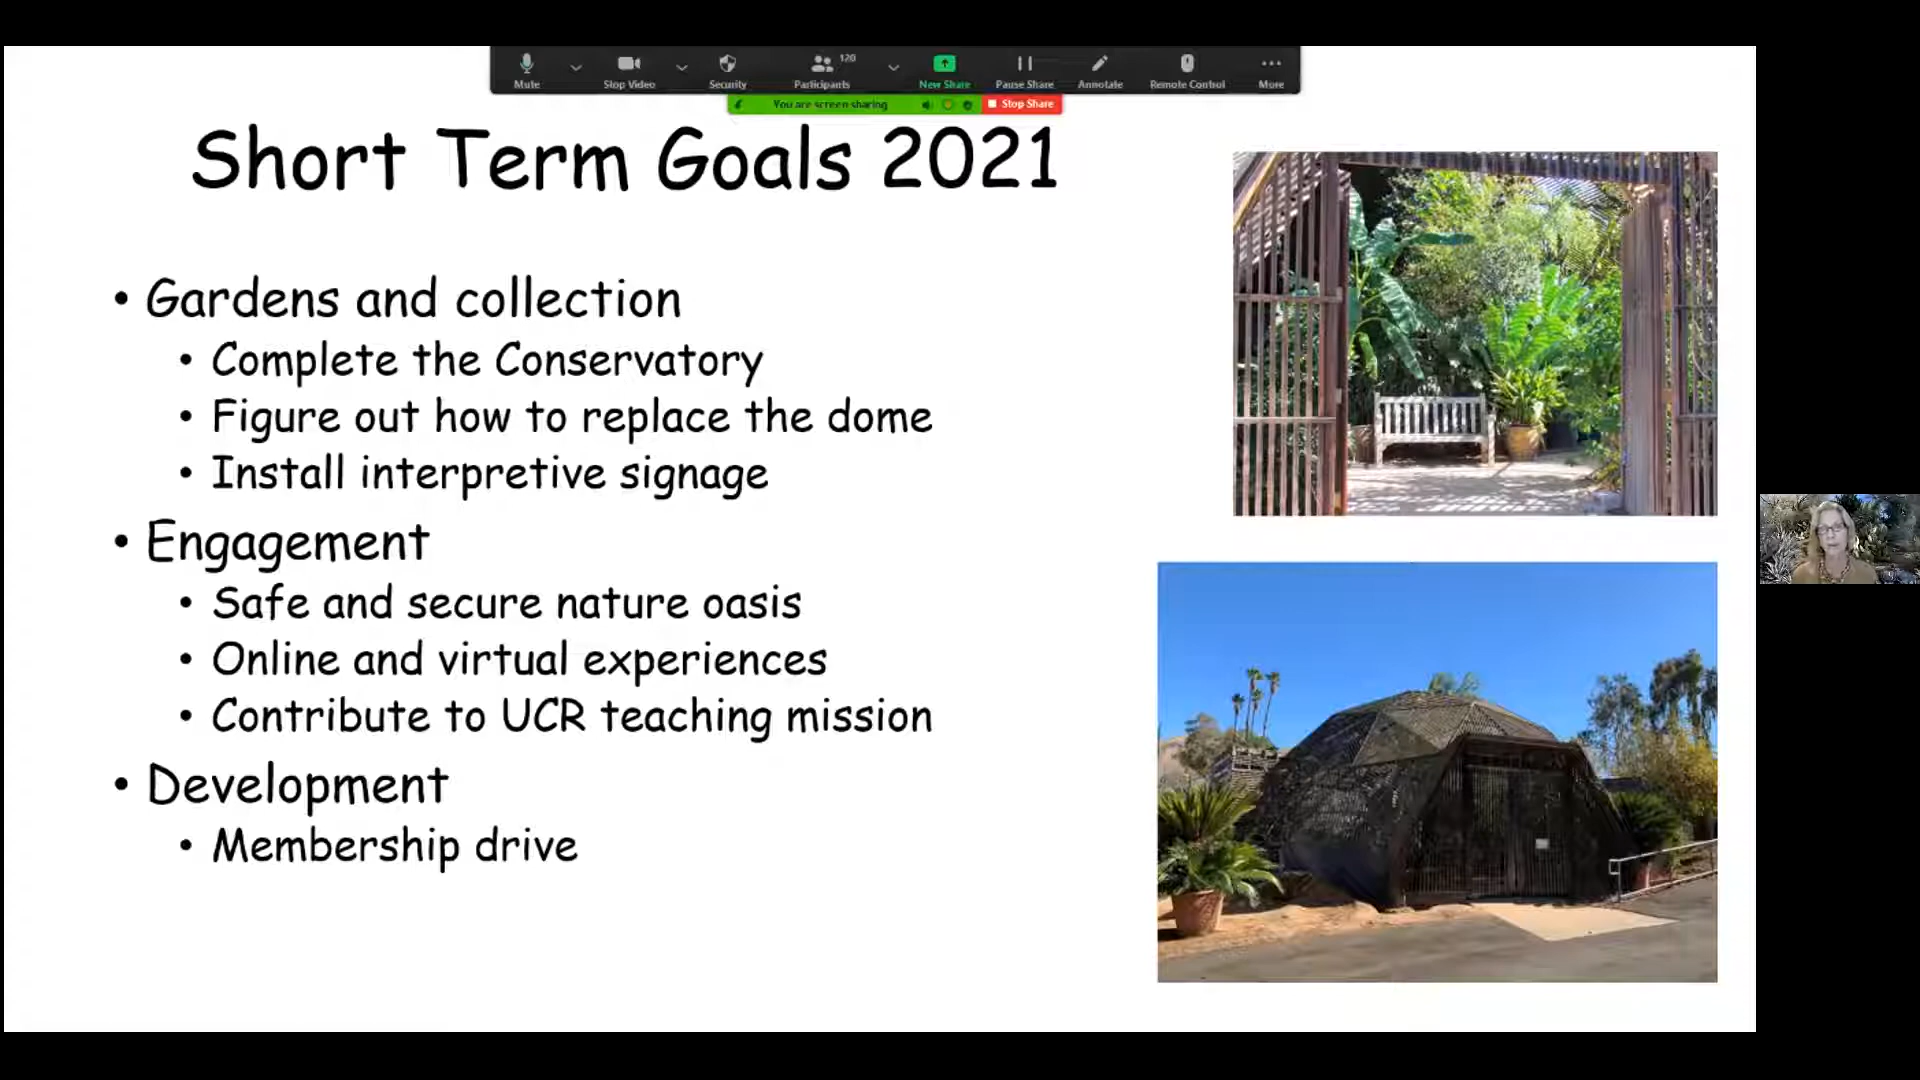 120
Mute
Stop Video
Security
Participants
New Share
Pause Share
Annotate
Remote Control
More
You are screen sharing
Stop Share
Short Term Goals 2021
• Gardens and collection
• Complete the Conservatory
• Figure out how to replace the dome
• Install interpretive signage
• Engagement
• Safe and secure nature oasis
• Online and virtual experiences
• Contribute to UCR teaching mission
• Development
• Membership drive